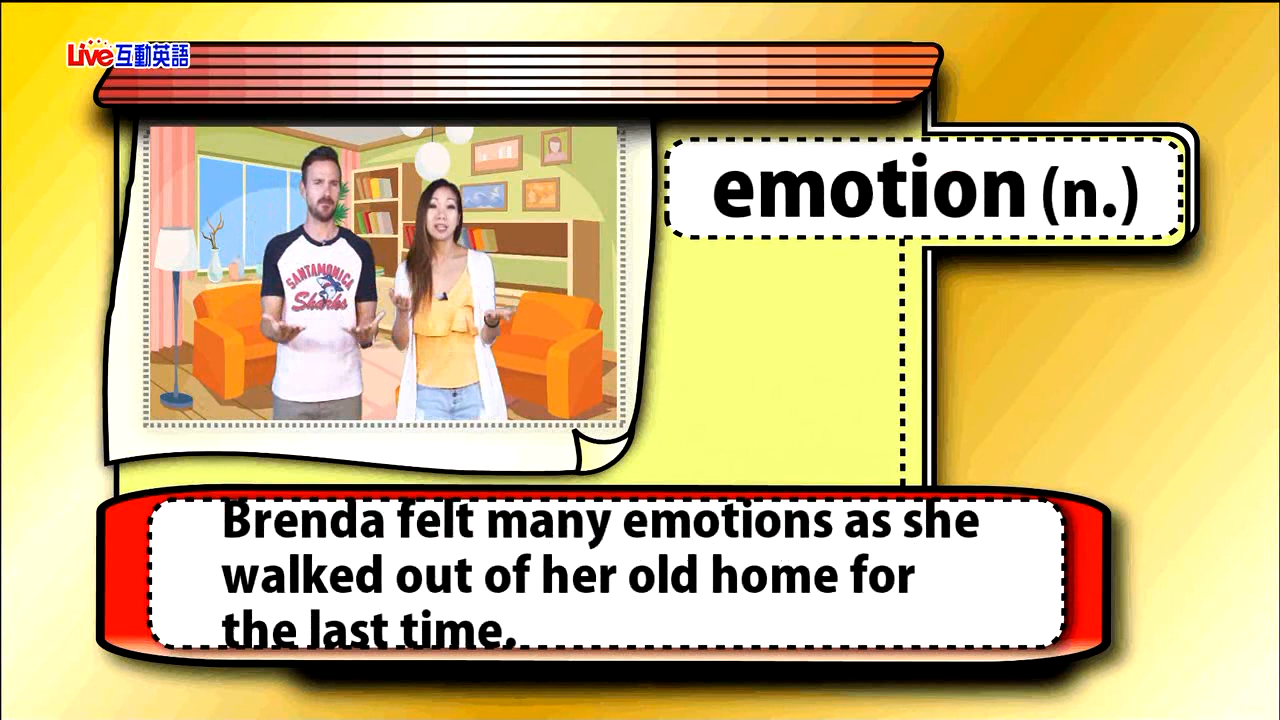 Live互動英語
emotion (n.)
SANTAMONICA
Sharks
Brenda felt many emotions as she
walked out of her old home for
the last time.